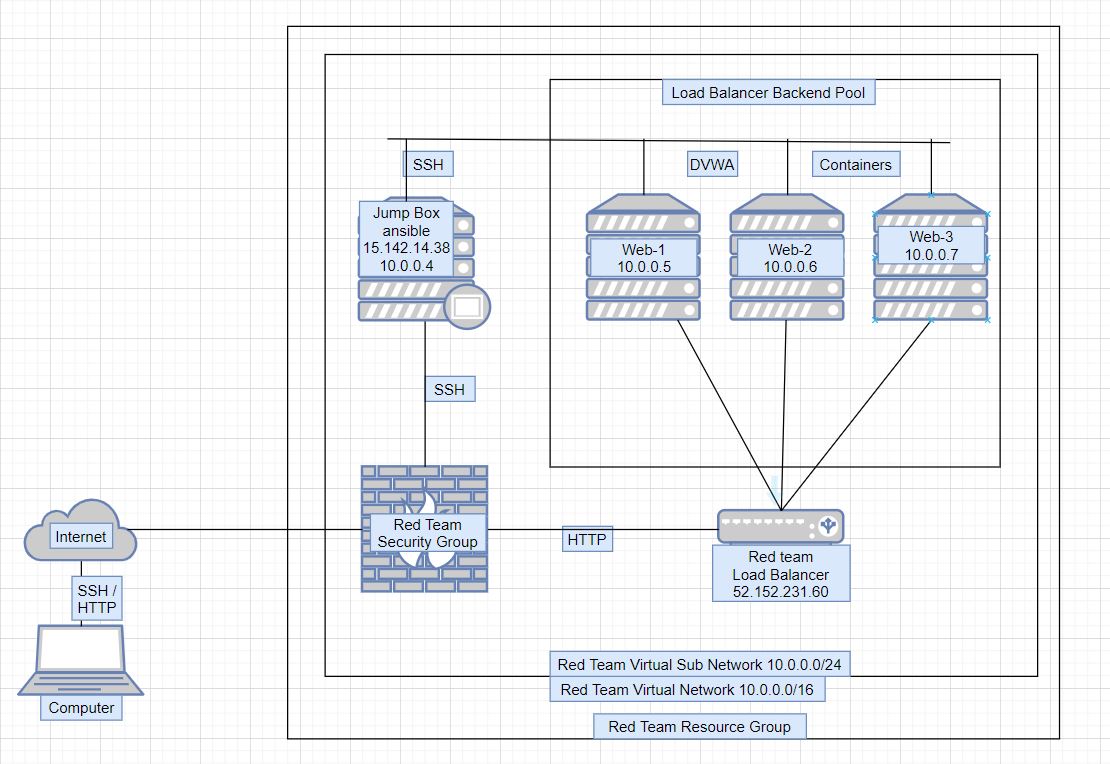 Load Balancer Backend Pool
SSH
DVWA
Containers
Jump Box
ansible
15.142.14.38
10.0.0.4
Web-1
10.0.0.5
Web-2
10.0.0.6
Web-3
10.0.0.7
SSH
Internet
Red Team
Security Group
HTTP
Red team
Load Balancer
52.152.231.60
SSH /
HTTP
Computer
Red Team Virtual Sub Network 10.0.0.0/24
Red Team Virtual Network 10.0.0.0/16
Red Team Resource Group